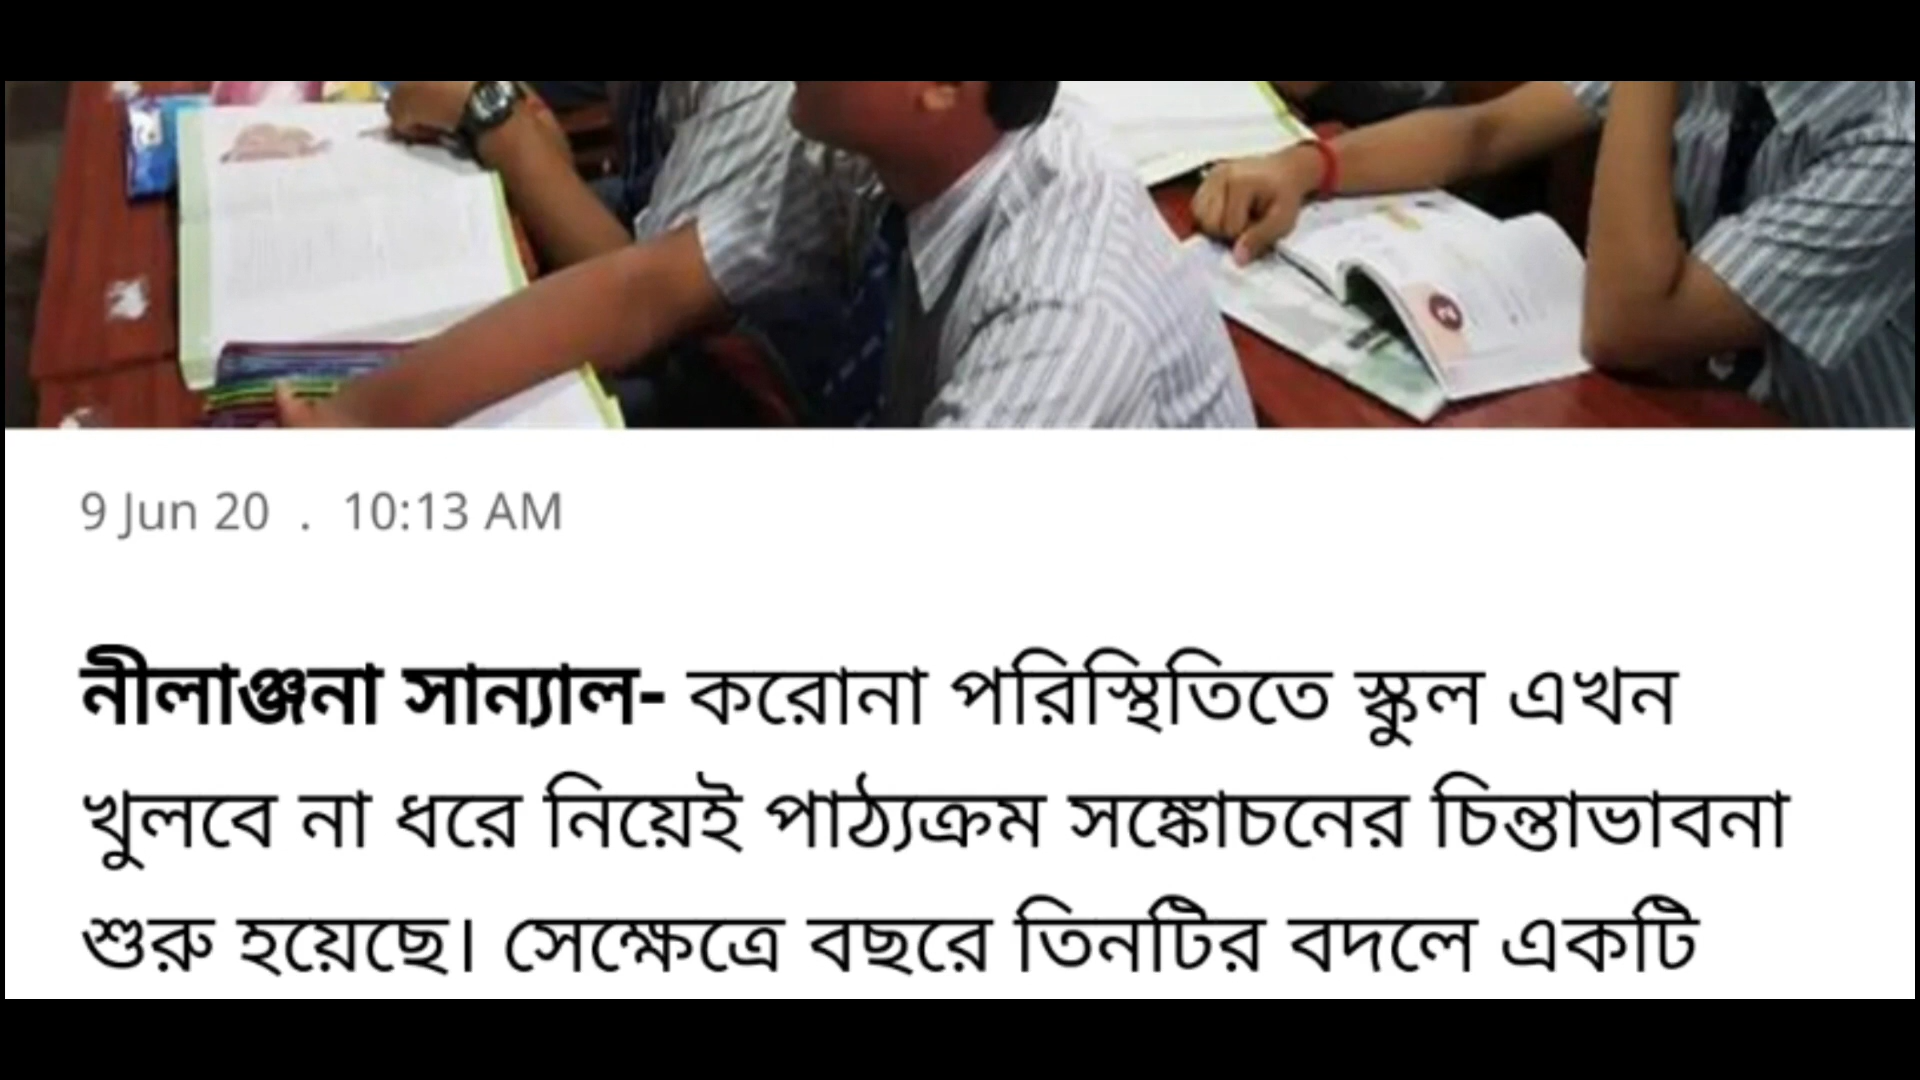 9 Jun 20 . 10:13 AM
নীলাঞ্জনা সান্যাল- করোনা পরিস্থিতিতে স্কুল এখন
খুলবে না ধরে নিয়েই পাঠ্যক্রম সঙ্কোচনের চিন্তাভাবনা
শুরু হয়েছে। সেক্ষেত্রে বছরে তিনটির বদলে একটি